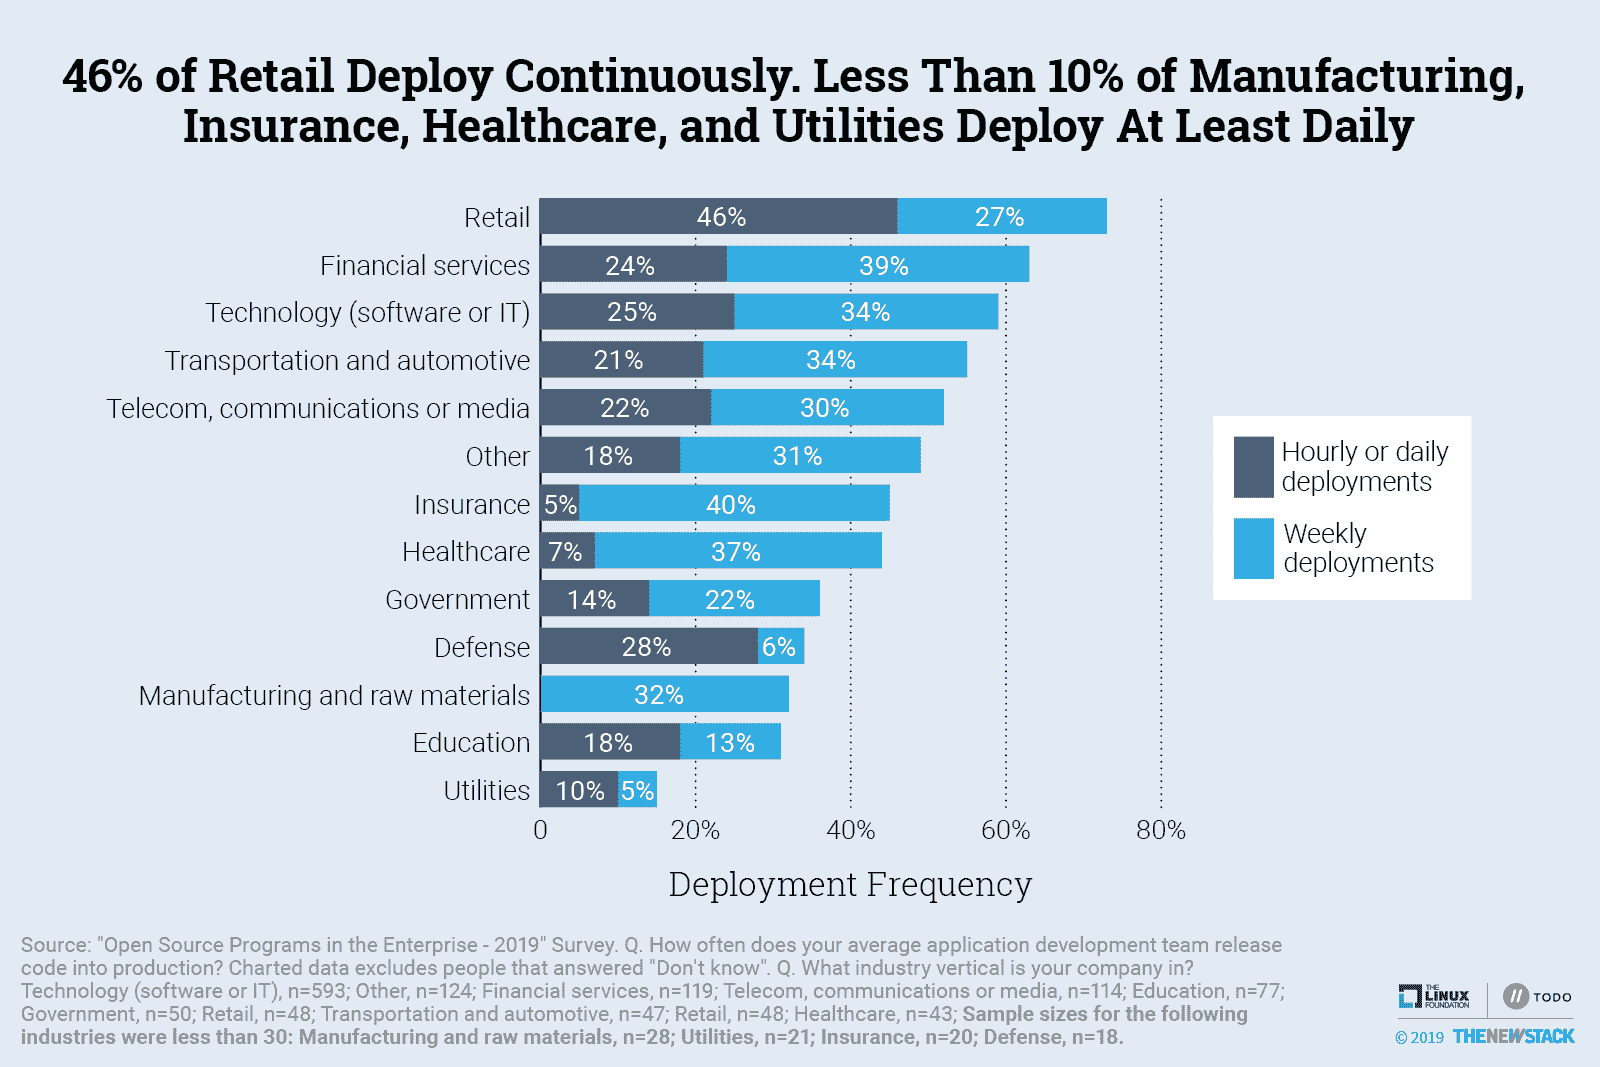 46% of Retail Deploy Continuously. Less Than 10% of Manufacturing,
Insurance, Healthcare, and Utilities Deploy At Least Daily
Retail 46% 27%
Financial services 24% 39%
Technology (software or IT) 25% 34%
Transportation and automotive 21% 34%
Telecom, communications or media 22% 30%
Other 18% 31%
Insurance 5% 40%
Healthcare 7% 37%
Government 14% 22%
Defense 28% 6%
Manufacturing and raw materials 32%
Education 18% 13%
Utilities 10% 5%
0 20% 40% 60% 80%
Deployment Frequency
Hourly or daily
deployments
Weekly
deployments
Source: "Open Source Programs in the Enterprise - 2019" Survey. Q. How often does your average application development team release
code into production? Charted data excludes people that answered "Don't know". Q. What industry vertical is your company in?
Technology (software or IT), n=593; Other, n=124; Financial services, n=119; Telecom, communications or media, n=114; Education, n=77;
Government, n=50; Retail, n=48; Transportation and automotive, n=47; Retail, n=48; Healthcare, n=43; Sample sizes for the following
industries were less than 30: Manufacturing and raw materials, n=28; Utilities, n=21; Insurance, n=20; Defense, n=18.
THE
LINUX
FOUNDATION
TODO
© 2019 THENEWSTACK